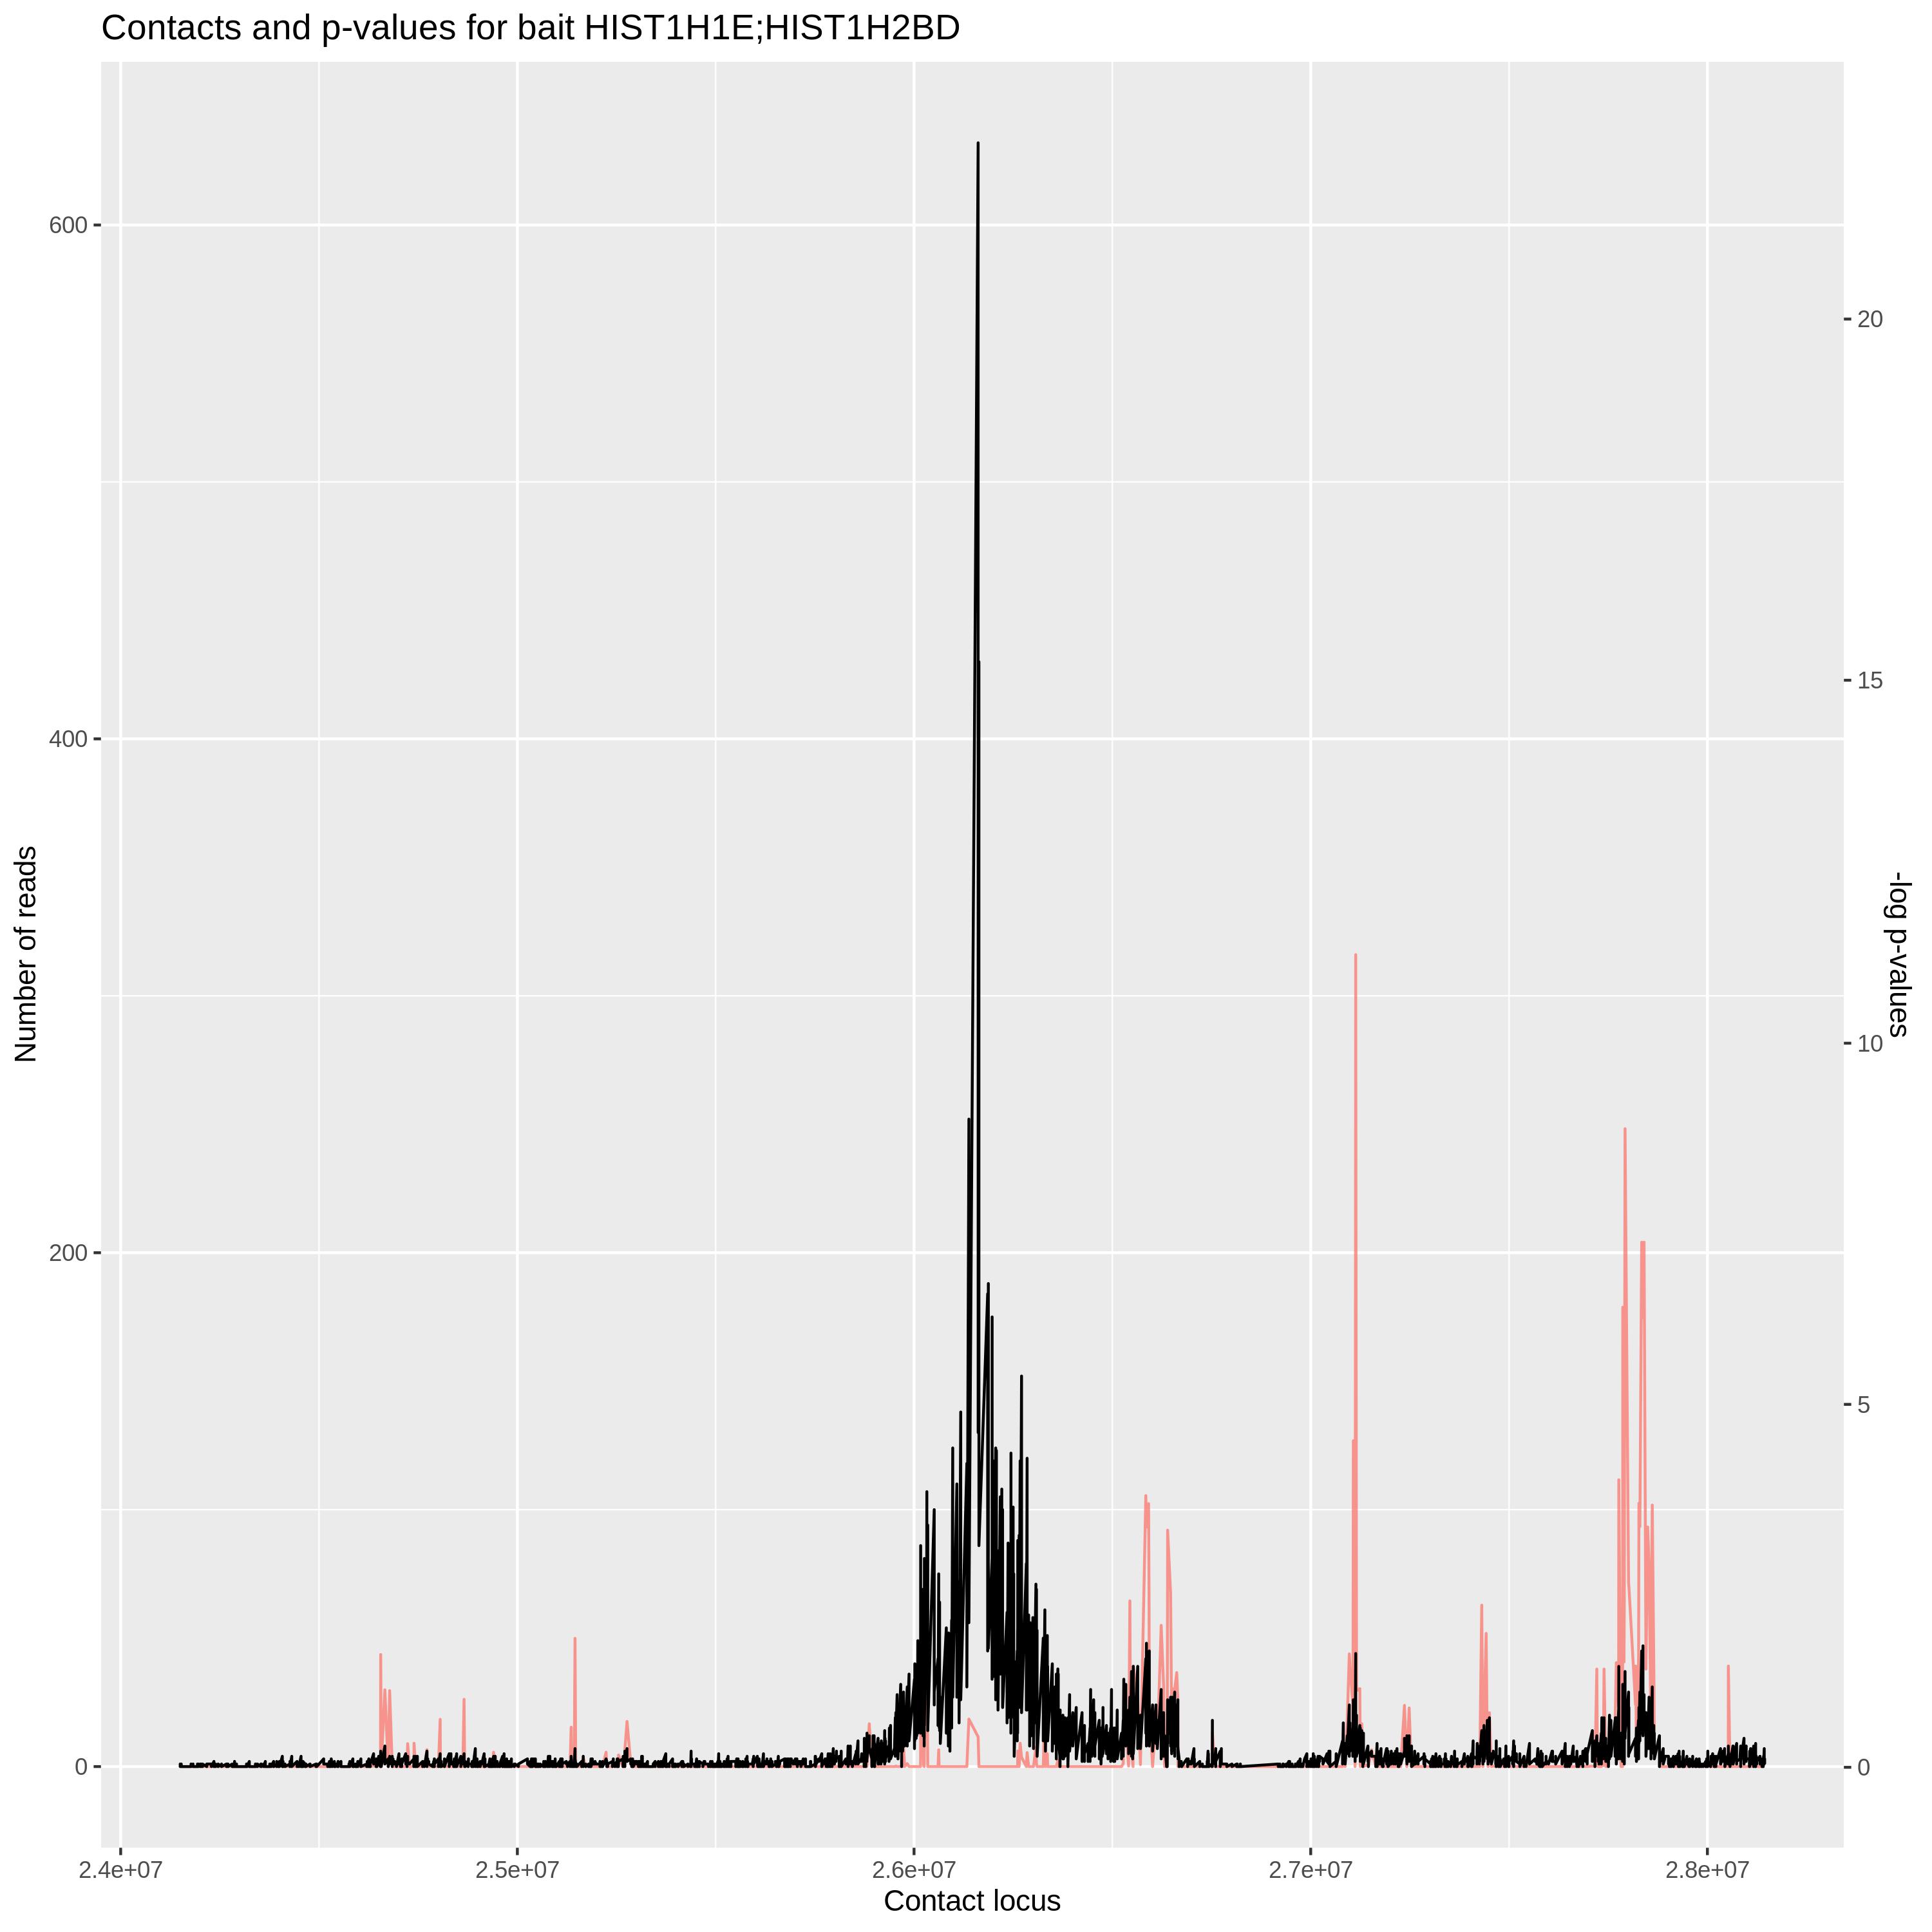 Contacts and p-values for bait HIST1H1E;HIST1H2BD
600
400
200
0
Number of reads
20
15
10
5
0
-log p-values
2.4e+07
2.5e+07
2.6e+07
2.7e+07
2.8e+07
Contact locus